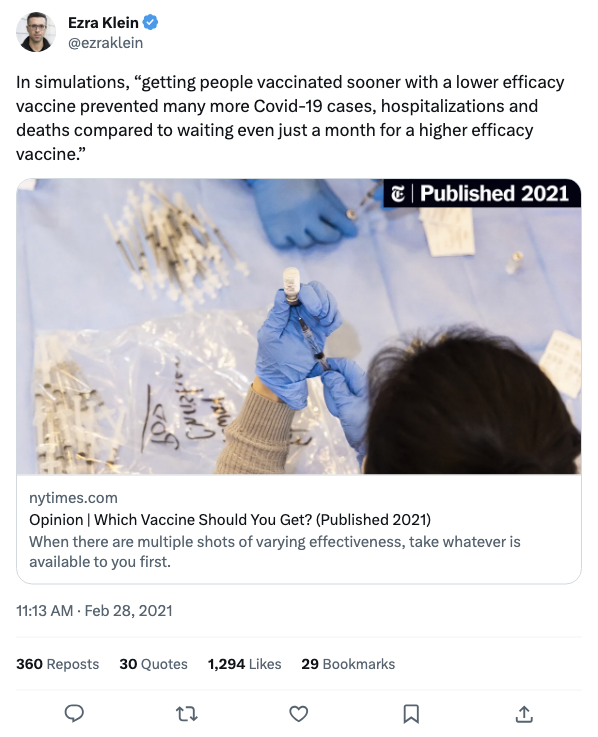 Ezra Klein
@ezraklein
In simulations, “getting people vaccinated sooner with a lower efficacy
vaccine prevented many more Covid-19 cases, hospitalizations and
deaths compared to waiting even just a month for a higher efficacy
vaccine.”
Published 2021
nytimes.com
Opinion | Which Vaccine Should You Get? (Published 2021)
When there are multiple shots of varying effectiveness, take whatever is
available to you first.
11:13 AM · Feb 28, 2021
360 Reposts 30 Quotes 1,294 Likes 29 Bookmarks